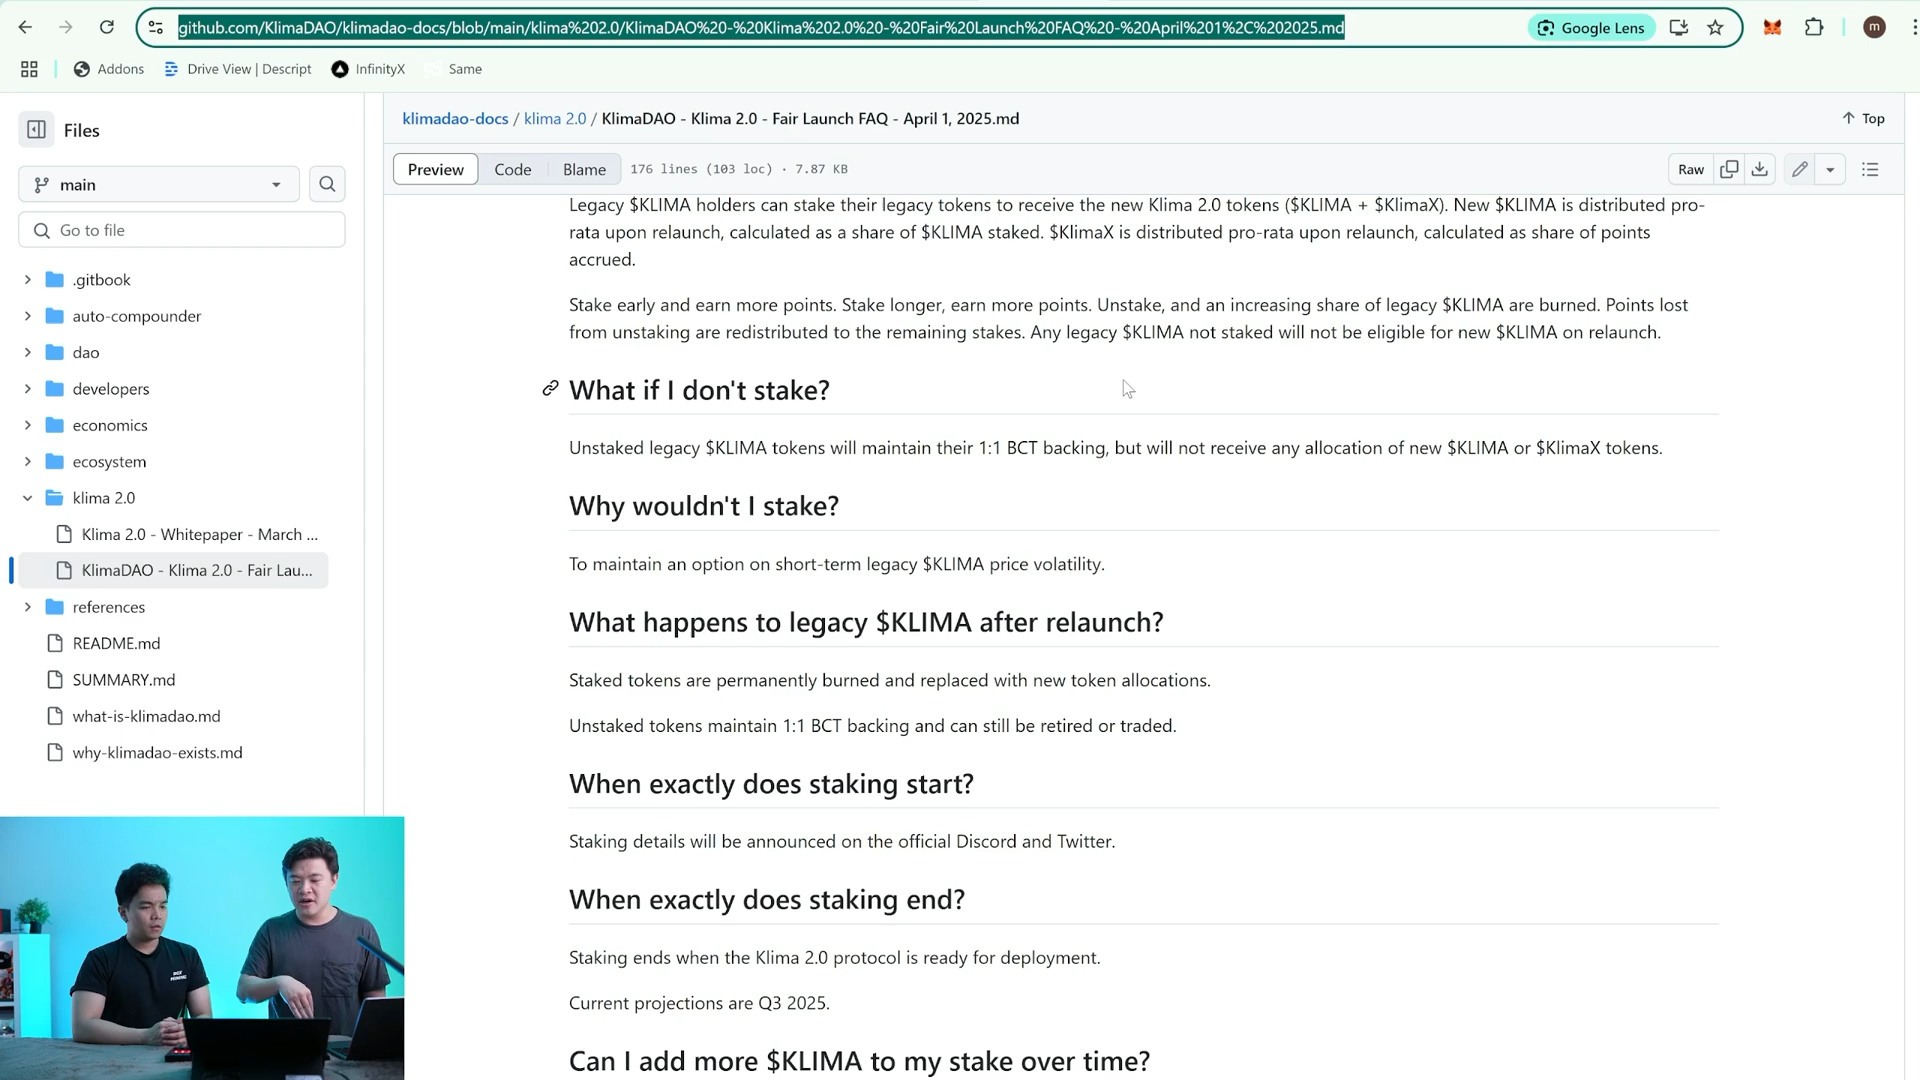 github.com/KlimaDAO/klimadao-docs/blob/main/klima%202.0/KlimaDAO%20-%20Klima%202.0%20-%20Fair%20Launch%20FAQ%20-%20April%201%2C%202025.md
Google Lens
m
Addons
Drive View | Descript
InfinityX
Same
Files
main
Go to file
.gitbook
auto-compounder
dao
developers
economics
ecosystem
klima 2.0
Klima 2.0 - Whitepaper - March ...
KlimaDAO - Klima 2.0 - Fair Lau...
references
README.md
SUMMARY.md
what-is-klimadao.md
why-klimadao-exists.md
klimadao-docs / klima 2.0 / KlimaDAO - Klima 2.0 - Fair Launch FAQ - April 1, 2025.md
Top
Preview
Code
Blame
176 lines (103 loc) · 7.87 KB
Raw
Legacy $KLIMA holders can stake their legacy tokens to receive the new Klima 2.0 tokens ($KLIMA + $KlimaX). New $KLIMA is distributed pro-
rata upon relaunch, calculated as a share of $KLIMA staked. $KlimaX is distributed pro-rata upon relaunch, calculated as share of points
accrued.
Stake early and earn more points. Stake longer, earn more points. Unstake, and an increasing share of legacy $KLIMA are burned. Points lost
from unstaking are redistributed to the remaining stakes. Any legacy $KLIMA not staked will not be eligible for new $KLIMA on relaunch.
What if I don't stake?
Unstaked legacy $KLIMA tokens will maintain their 1:1 BCT backing, but will not receive any allocation of new $KLIMA or $KlimaX tokens.
Why wouldn't I stake?
To maintain an option on short-term legacy $KLIMA price volatility.
What happens to legacy $KLIMA after relaunch?
Staked tokens are permanently burned and replaced with new token allocations.
Unstaked tokens maintain 1:1 BCT backing and can still be retired or traded.
When exactly does staking start?
Staking details will be announced on the official Discord and Twitter.
When exactly does staking end?
Staking ends when the Klima 2.0 protocol is ready for deployment.
Current projections are Q3 2025.
Can I add more $KLIMA to my stake over time?